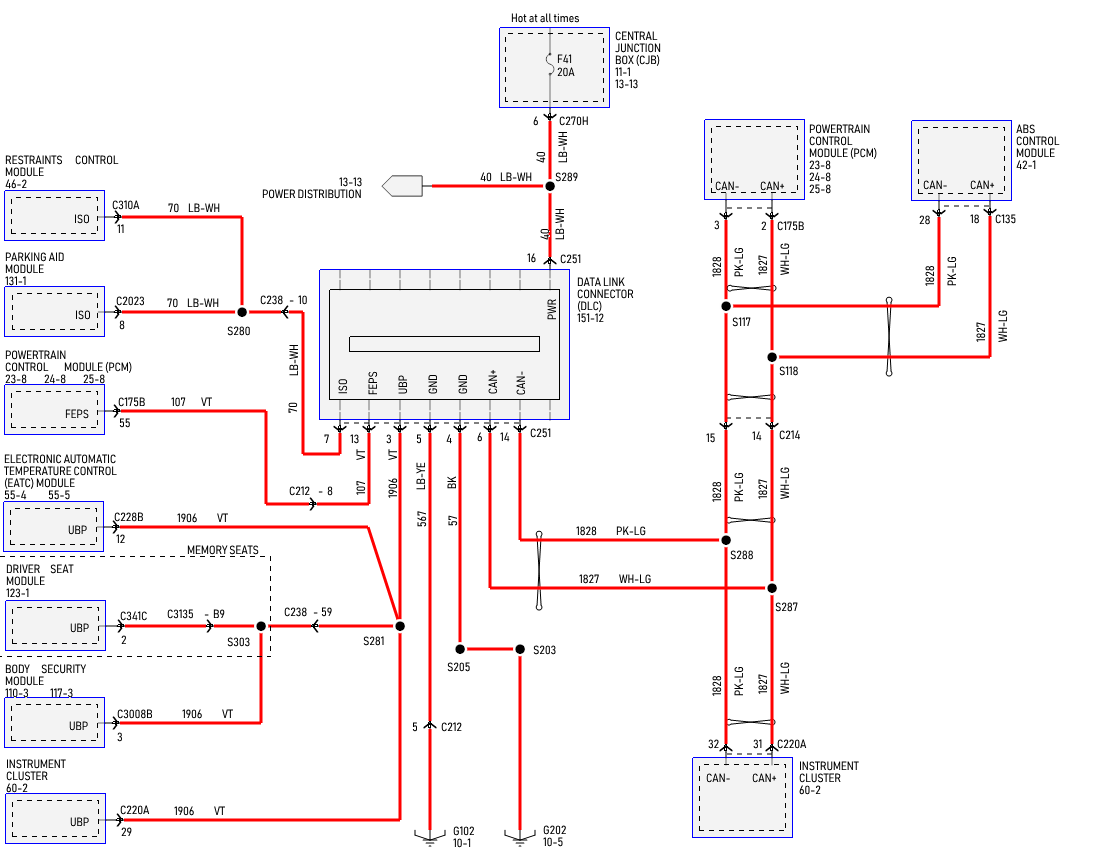 Hot at all times
F41
20A
CENTRAL
JUNCTION
BOX (CJB)
11-1
13-13
6 C270H
40 LB-WH
S289
13-13
POWER DISTRIBUTION
40 LB-WH
40 LB-WH
16 C251
DATA LINK
CONNECTOR
(DLC)
151-12
PWR
ISO
FEPS
UBP
GND
GND
CAN+
CAN-
7 13 3 5 4 6 14 C251
RESTRAINTS CONTROL
MODULE
46-2
ISO
C310A
11
70 LB-WH
PARKING AID
MODULE
131-1
ISO
C2023
8
70 LB-WH
S280
C238 - 10
LB-WH
70
POWERTRAIN
CONTROL MODULE (PCM)
23-8 24-8 25-8
FEPS
C175B
55
107 VT
C212 - 8
VT
107
VT
1906
LB-YE
567
BK
57
ELECTRONIC AUTOMATIC
TEMPERATURE CONTROL
(EATC) MODULE
55-4 55-5
UBP
C228B
12
1906 VT
MEMORY SEATS
DRIVER SEAT
MODULE
123-1
UBP
C341C
2
C3135 - B9
S303
C238 - 59
S281
BODY SECURITY
MODULE
110-3 117-3
UBP
C3008B
3
1906 VT
INSTRUMENT
CLUSTER
60-2
UBP
C220A
29
1906 VT
S205
S203
5 C212
G102
10-1
G202
10-5
POWERTRAIN
CONTROL
MODULE (PCM)
23-8
24-8
25-8
CAN- CAN+
3 2 C175B
1828 PK-LG
1827 WH-LG
ABS
CONTROL
MODULE
42-1
CAN- CAN+
28 18 C135
1828 PK-LG
1827 WH-LG
S117
S118
15 14 C214
1828 PK-LG
1827 WH-LG
1828 PK-LG
S288
1827 WH-LG
S287
1828 PK-LG
1827 WH-LG
32 31 C220A
CAN- CAN+
INSTRUMENT
CLUSTER
60-2